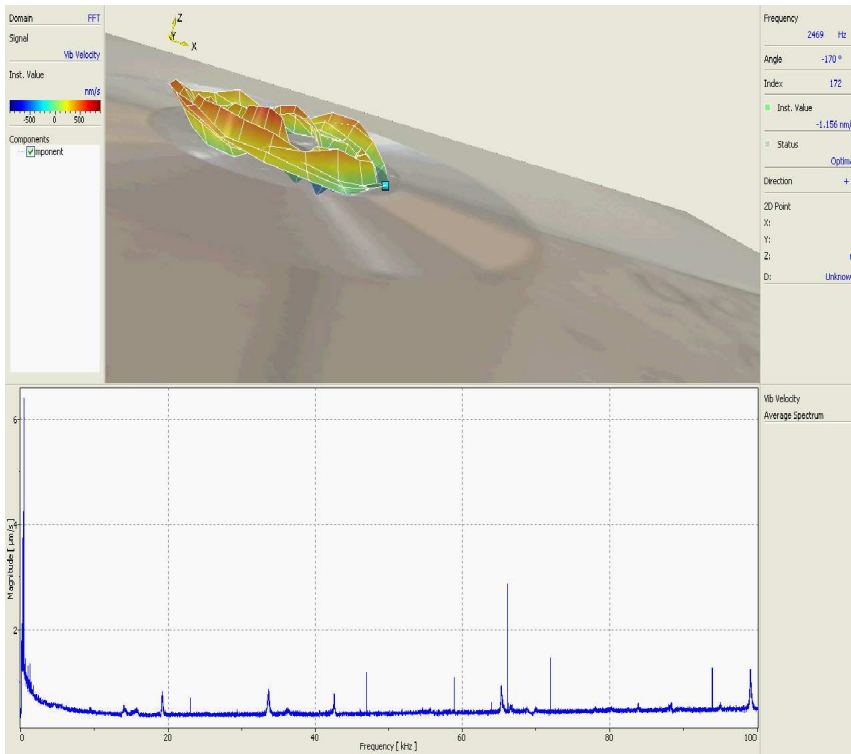 Domain FFT
Signal
Vib Velocity
Inst. Value
nm/s
-500 0 500
Components
mponent
Z
Y
X
Frequency
2469 Hz
Angle -170 °
Index 172
Inst. Value
-1.156 nm/
Status
Optima
Direction +
2D Point
X:
Y:
Z:
D: Unknow
Vib Velocity
Average Spectrum
Magnitude [ µm/s ]
6
4
2
0 20 40 60 80 100
Frequency [ kHz ]